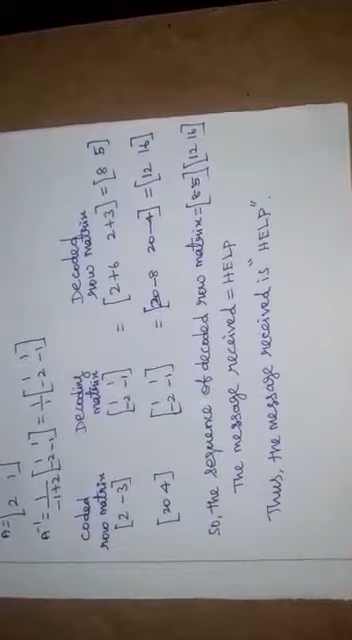 A = [2 1]
A⁻¹ = 1/(-1+2) [1 1; -2 -1] = 1/1 [1 1; -2 -1]
Coded row matrix Decoding matrix Decoded row matrix
[2 -3] [1 1; -2 -1] = [2+6 2+3] = [8 5]
[20 4] [1 1; -2 -1] = [20-8 20-4] = [12 16]
So, the sequence of decoded row matrix = [8 5] [12 16]
The message received = HELP
Thus, the message received is "HELP".